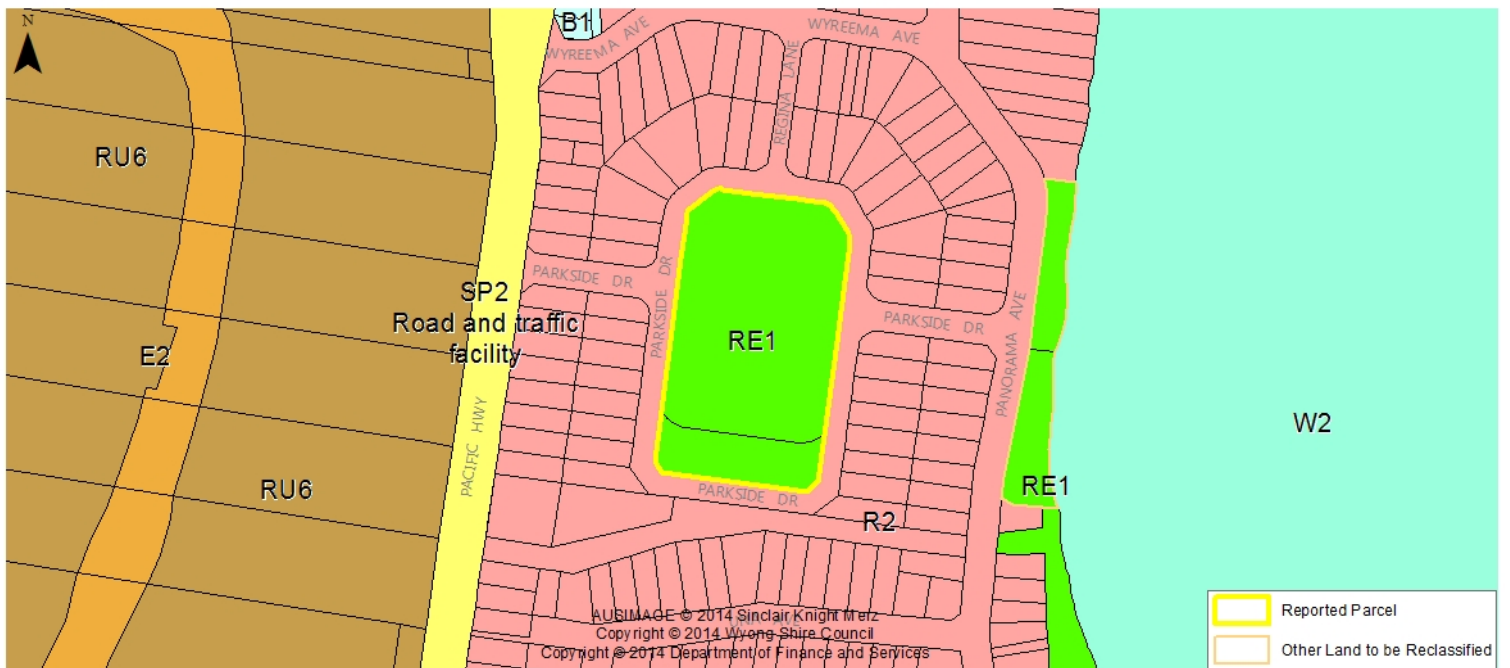 N
B1
WYREEMA AVE
WYREEMA AVE
REGINA LANE
RU6
PARKSIDE DR
PARKSIDE DR
SP2
Road and traffic
facility
RE1
PARKSIDE DR
PANORAMA AVE
E2
W2
PACIFIC HWY
RU6
RE1
PARKSIDE DR
R2
AUSIMAGE © 2014 Sinclair Knight Merz
Copyright © 2014 Wyong Shire Council
Copyright © 2014 Department of Finance and Services
Reported Parcel
Other Land to be Reclassified